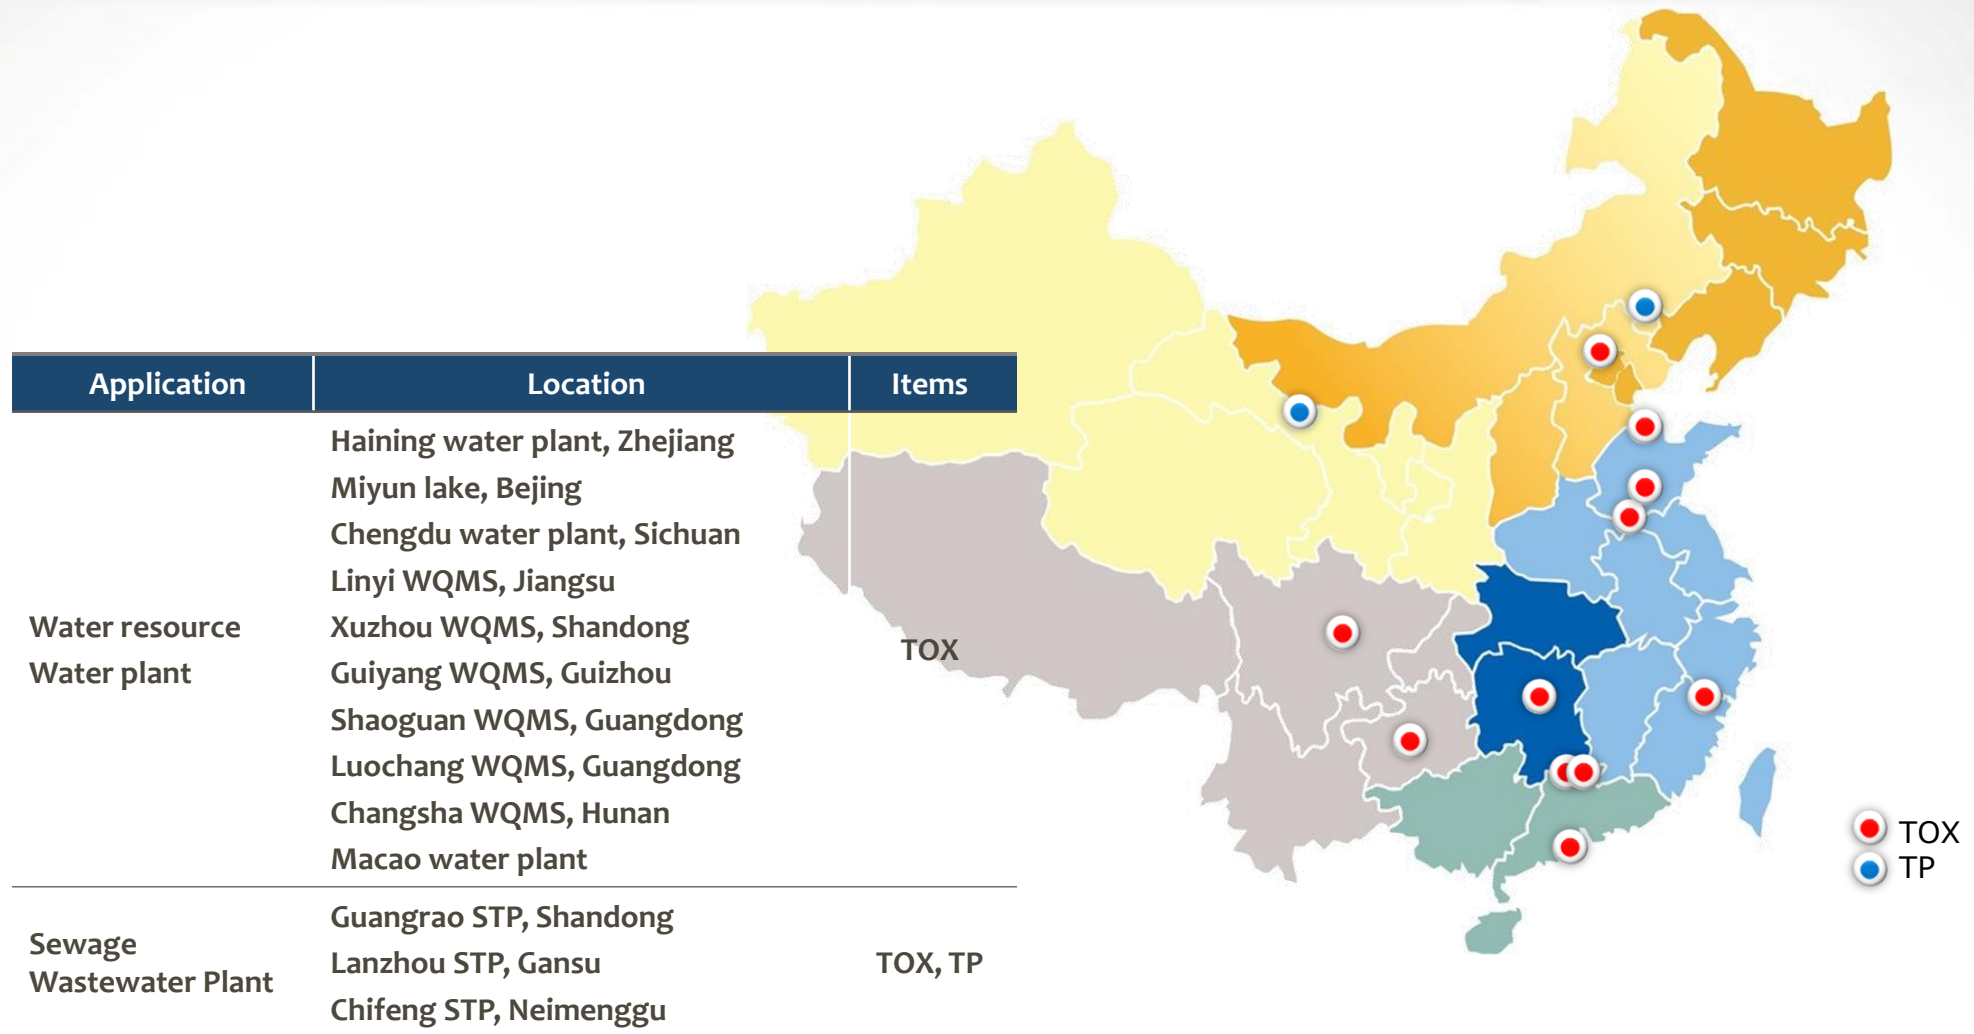 Application Location Items
Haining water plant, Zhejiang
Miyun lake, Bejing
Chengdu water plant, Sichuan
Linyi WQMS, Jiangsu
Water resource
Water plant
Xuzhou WQMS, Shandong
Guiyang WQMS, Guizhou
Shaoguan WQMS, Guangdong
Luochang WQMS, Guangdong
Changsha WQMS, Hunan
Macao water plant
TOX
Sewage
Wastewater Plant
Guangrao STP, Shandong
Lanzhou STP, Gansu
Chifeng STP, Neimenggu
TOX, TP
TOX
TP